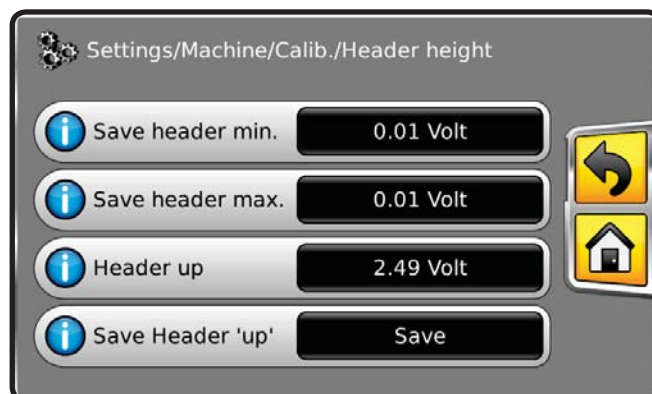 Settings/Machine/Calib./Header height
Save header min. 0.01 Volt
Save header max. 0.01 Volt
Header up 2.49 Volt
Save Header 'up' Save